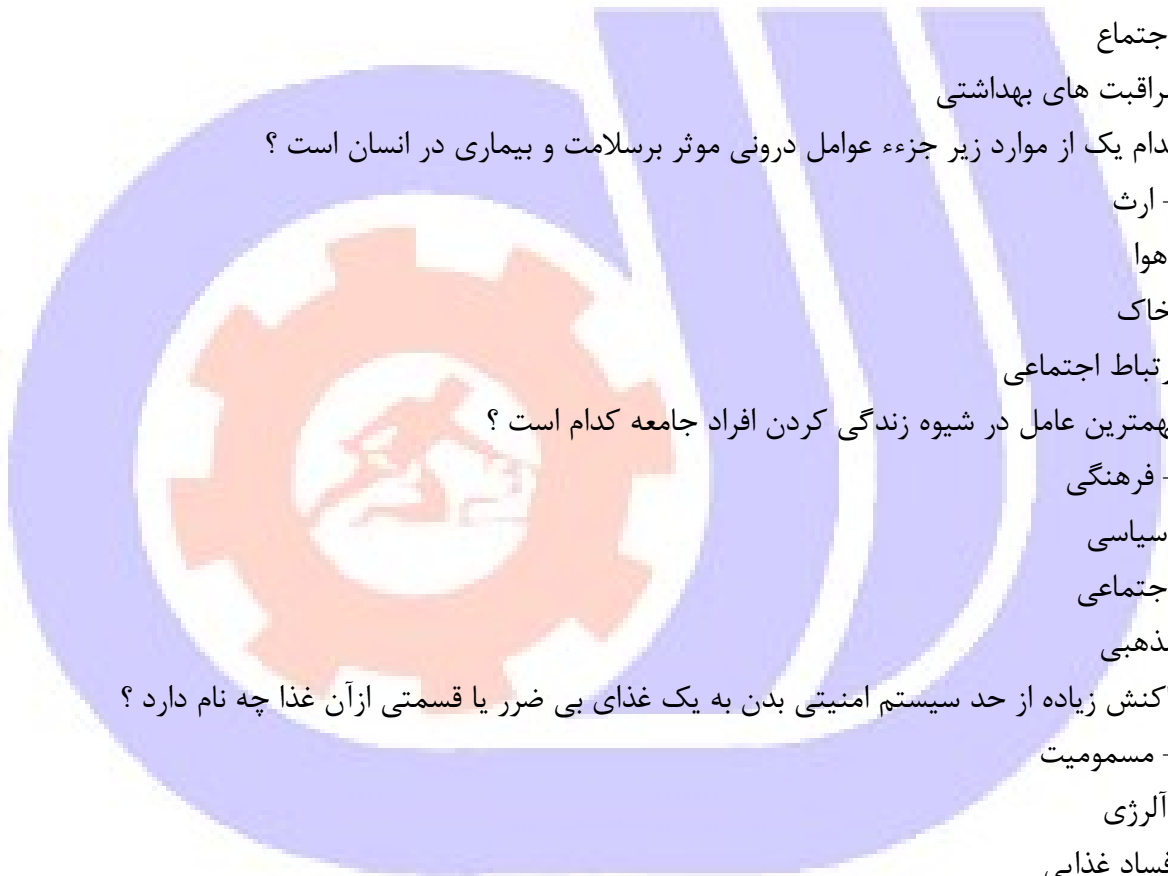 جتماع
راقبت های بهداشتی
دام یک از موارد زیر جزء عوامل درونی موثر برسلامت و بیماری در انسان است ؟
- ارث
هوا
خاک
رتباط اجتماعی
همترین عامل در شیوه زندگی کردن افراد جامعه کدام است ؟
- فرهنگی
سیاسی
جتماعی
ذهبی
اکنش زیاده از حد سیستم امنیتی بدن به یک غذای بی ضرر یا قسمتی ازآن غذا چه نام دارد ؟
- مسمومیت
آلرژی
فساد غذایی